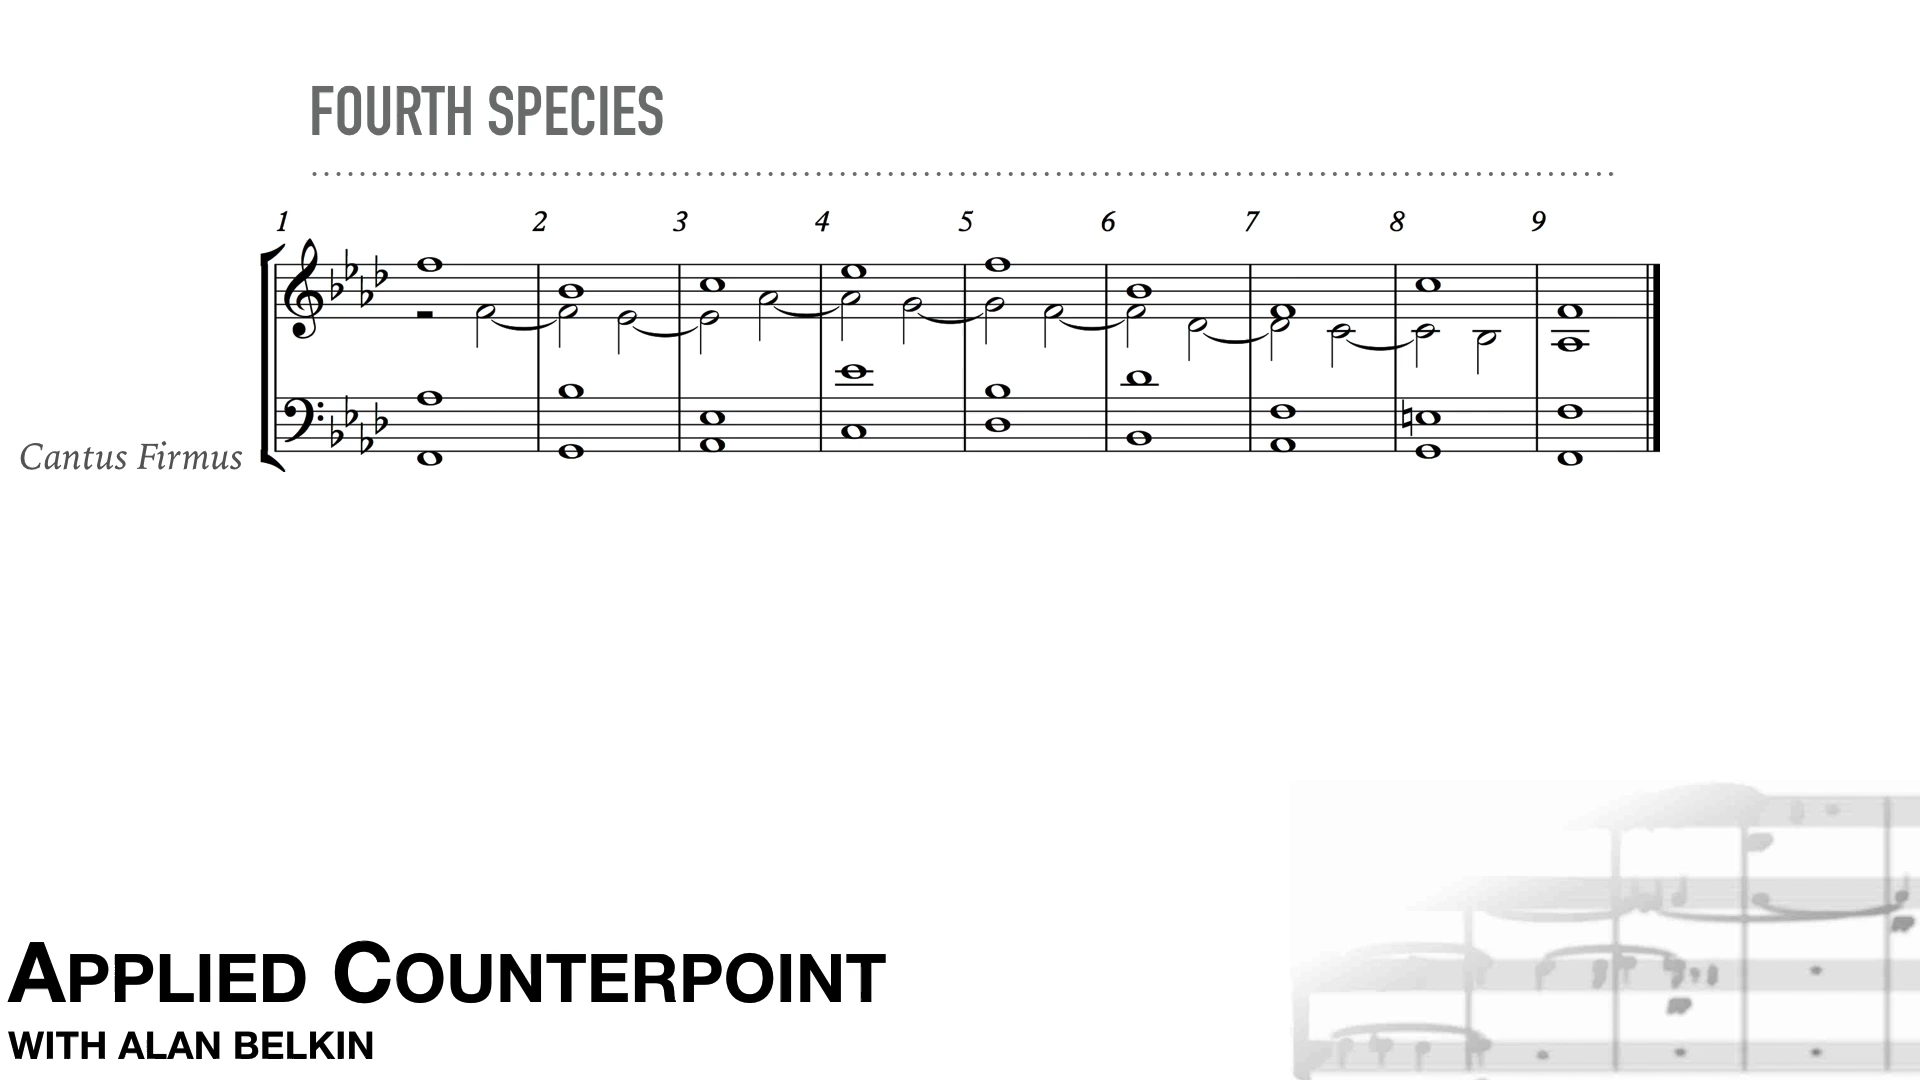 FOURTH SPECIES
1 2 3 4 5 6 7 8 9
Cantus Firmus
APPLIED COUNTERPOINT
WITH ALAN BELKIN